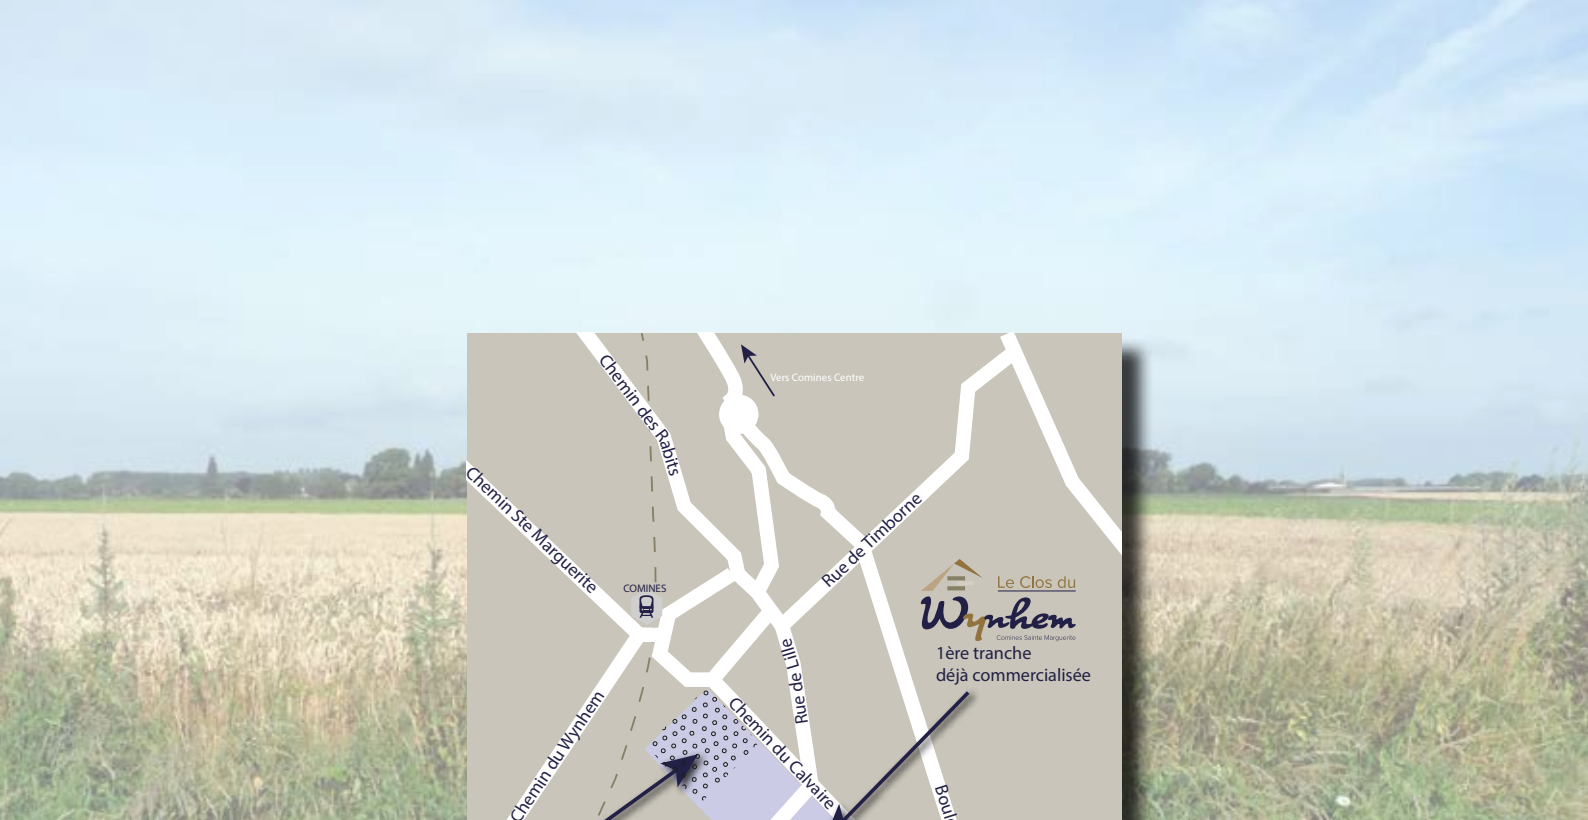 Vers Comines Centre
Chemin des Rabits
Chemin Ste Marguerite
Rue de Timborne
COMINES
Le Clos du
Wynhem
Comines Sainte Marguerite
1ère tranche
déjà commercialisée
Rue de Lille
Chemin du Wynhem
Chemin du Calvaire